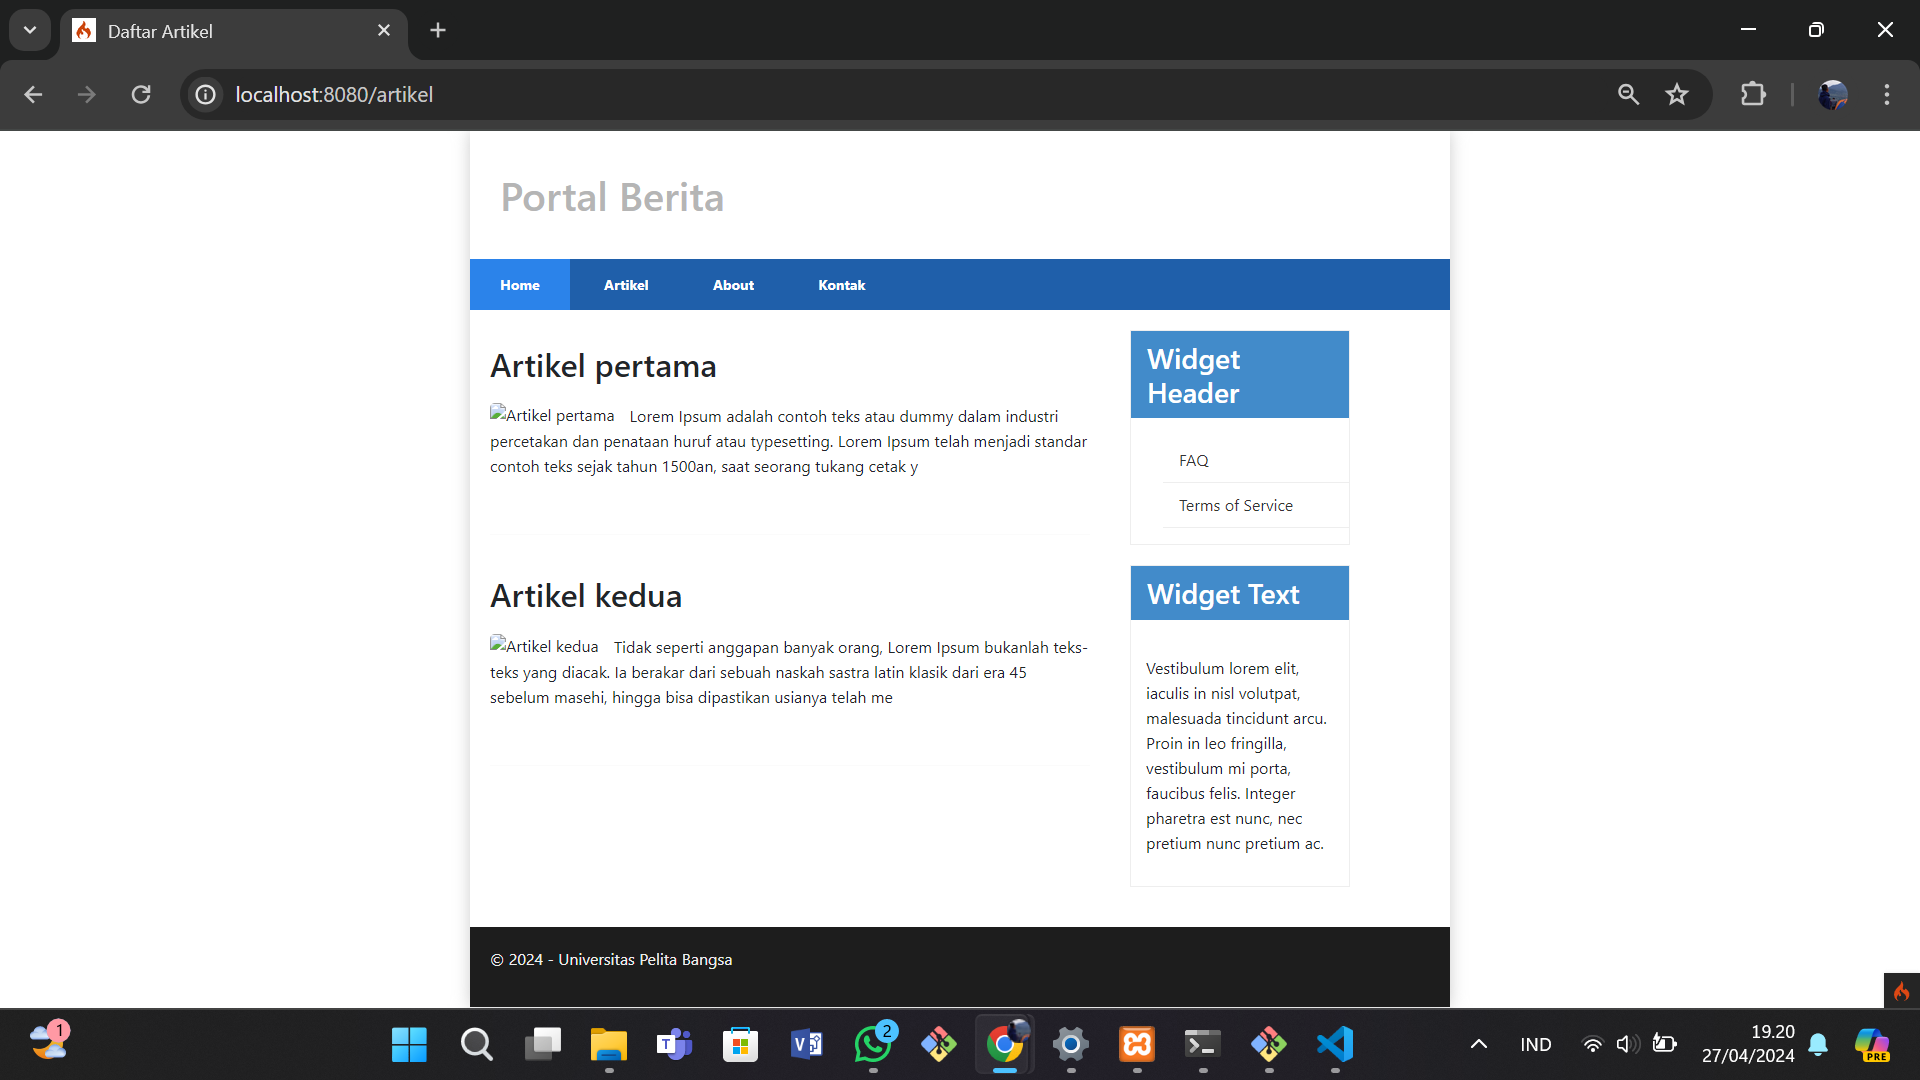 Daftar Artikel
localhost:8080/artikel
Portal Berita
Home Artikel About Kontak
Artikel pertama
Artikel pertama Lorem Ipsum adalah contoh teks atau dummy dalam industri
percetakan dan penataan huruf atau typesetting. Lorem Ipsum telah menjadi standar
contoh teks sejak tahun 1500an, saat seorang tukang cetak y
Artikel kedua
Artikel kedua Tidak seperti anggapan banyak orang, Lorem Ipsum bukanlah teks-
teks yang diacak. Ia berakar dari sebuah naskah sastra latin klasik dari era 45
sebelum masehi, hingga bisa dipastikan usianya telah me
Widget
Header
FAQ
Terms of Service
Widget Text
Vestibulum lorem elit,
iaculis in nisl volutpat,
malesuada tincidunt arcu.
Proin in leo fringilla,
vestibulum mi porta,
faucibus felis. Integer
pharetra est nunc, nec
pretium nunc pretium ac.
© 2024 - Universitas Pelita Bangsa
1
T
V
2
IND
19.20
27/04/2024
PRE